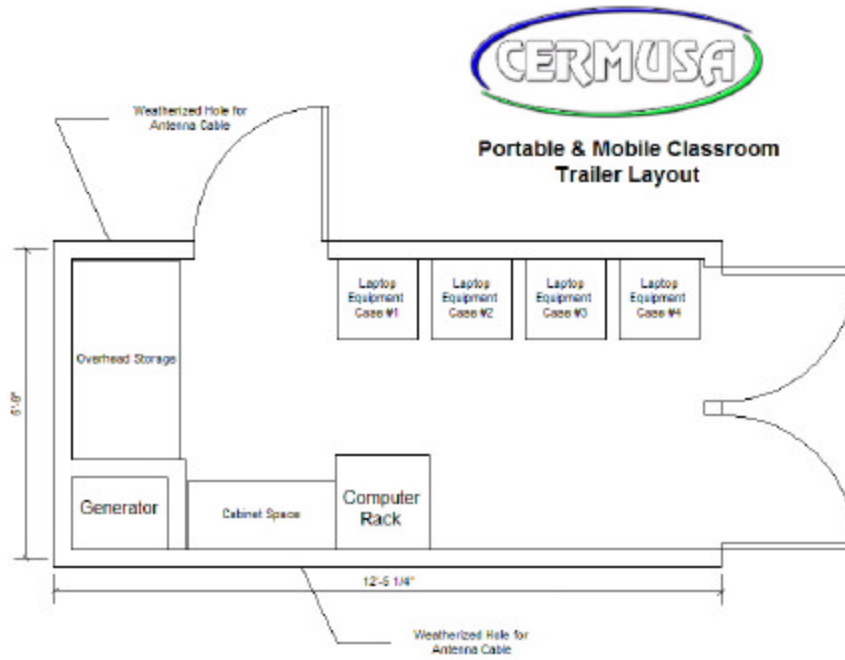 CERMUSA
Portable & Mobile Classroom
Trailer Layout
Weatherized Hole for
Antenna Cable
Laptop
Equipment
Case #1
Laptop
Equipment
Case #2
Laptop
Equipment
Case #3
Laptop
Equipment
Case #4
Overhead Storage
Generator
Cabinet Space
Computer
Rack
12'-5 1/4"
Weatherized Hole for
Antenna Cable